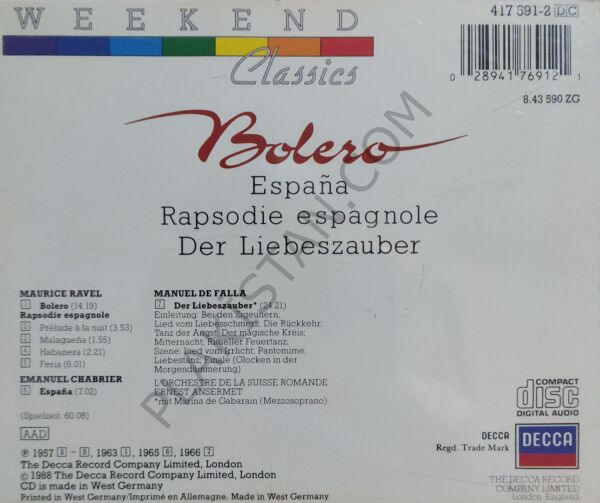 WEEKEND
Classics
417 691-2 DC
0 28941 76912 1
8.43 590 ZG
Bolero
España
Rapsodie espagnole
Der Liebeszauber
MAURICE RAVEL
1 Bolero (14.19)
Rapsodie espagnole
2 Prélude à la nuit (3.53)
3 Malagueña (1.55)
4 Habanera (2.21)
5 Feria (6.01)
EMANUEL CHABRIER
6 España (7.02)
(Spielzeit: 60.08)
AAD
MANUEL DE FALLA
7 Der Liebeszauber* (24.21)
Einleitung: Bei den Zigeunern;
Lied vom Liebesschmerz; Die Rückkehr;
Tanz der Angst; Der magische Kreis;
Mitternacht; Ritueller Feuertanz;
Szene; Lied vom Irrlicht; Pantomime;
Liebestanz; Finale (Glocken in der
Morgendämmerung)
L'ORCHESTRE DE LA SUISSE ROMANDE
ERNEST ANSERMET
*mit Marina de Gabarain (Mezzosoprano)
℗ 1957 2 - 5, 1963 1, 1965 6, 1966 7
The Decca Record Company Limited, London
© 1988 The Decca Record Company Limited, London
CD is made in West Germany
Printed in West Germany/Imprimé en Allemagne. Made in West Germany
COMPACT
disc
DIGITAL AUDIO
DECCA
Regd. Trade Mark
DECCA
THE DECCA RECORD
COMPANY LIMITED
London England.
PLAKISTAN.COM